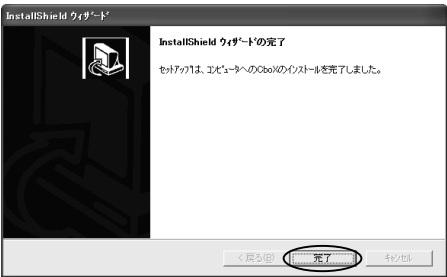 InstallShield ウィザード
InstallShield ウィザードの完了
セットアップは、コンピュータへのCboxのインストールを完了しました。
< 戻る(B)
完了
キャンセル